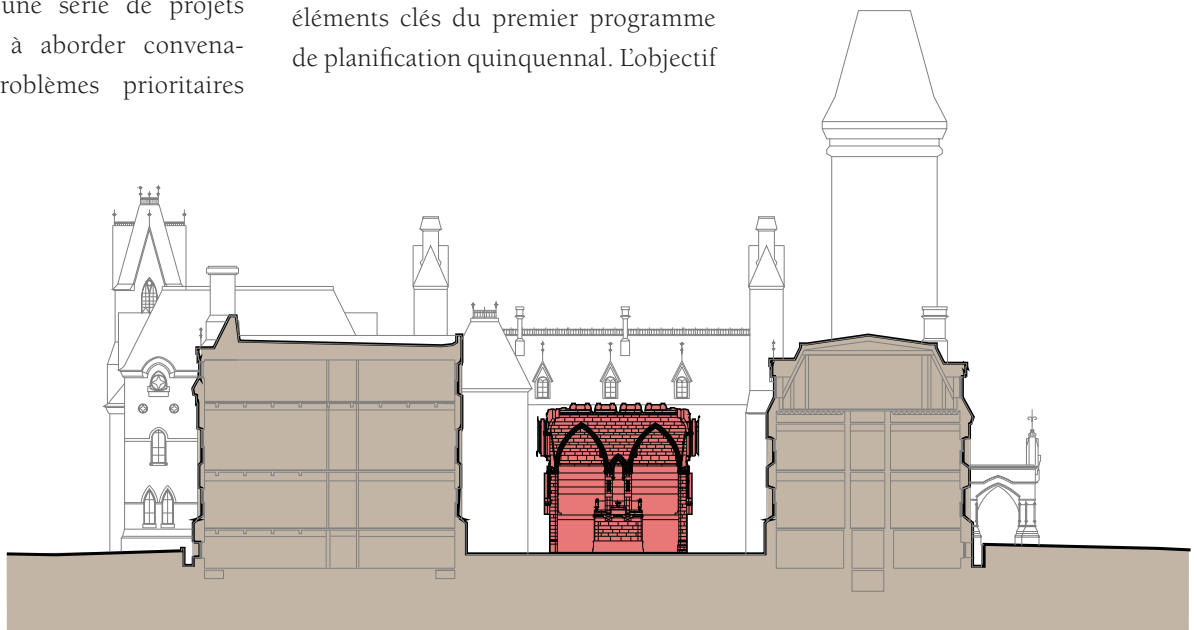 une série de projets
à aborder convena-
roblèmes prioritaires
éléments clés du premier programme
de planification quinquennal. L'objectif